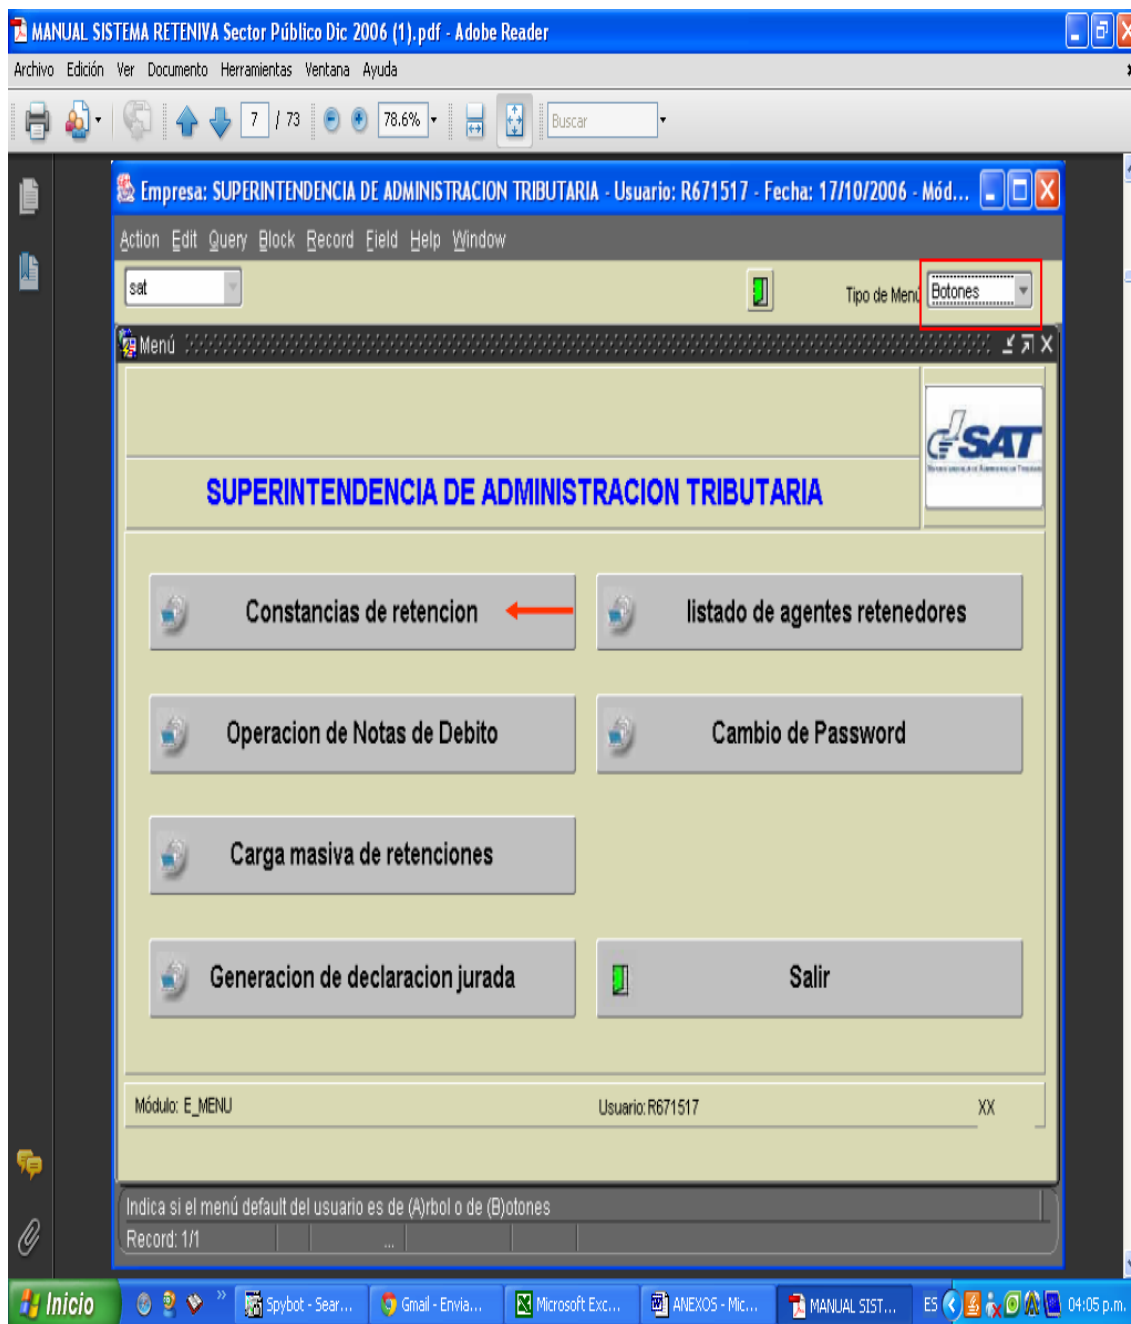 MANUAL SISTEMA RETENIVA Sector Público Dic 2006 (1).pdf - Adobe Reader
Archivo Edición Ver Documento Herramientas Ventana Ayuda
7 / 73 78.6% Buscar
Empresa: SUPERINTENDENCIA DE ADMINISTRACION TRIBUTARIA - Usuario: R671517 - Fecha: 17/10/2006 - Mód...
Action Edit Query Block Record Field Help Window
sat Tipo de Menú Botones
Menú
SAT
SUPERINTENDENCIA DE ADMINISTRACION TRIBUTARIA
Constancias de retencion
listado de agentes retenedores
Operacion de Notas de Debito
Cambio de Password
Carga masiva de retenciones
Generacion de declaracion jurada
Salir
Módulo: E_MENU Usuario: R671517 XX
Indica si el menú default del usuario es de (A)rbol o de (B)otones
Record: 1/1 ...
Inicio Spybot - Sear... Gmail - Envia... Microsoft Exc... ANEXOS - Mic... MANUAL SIST... ES 04:05 p.m.